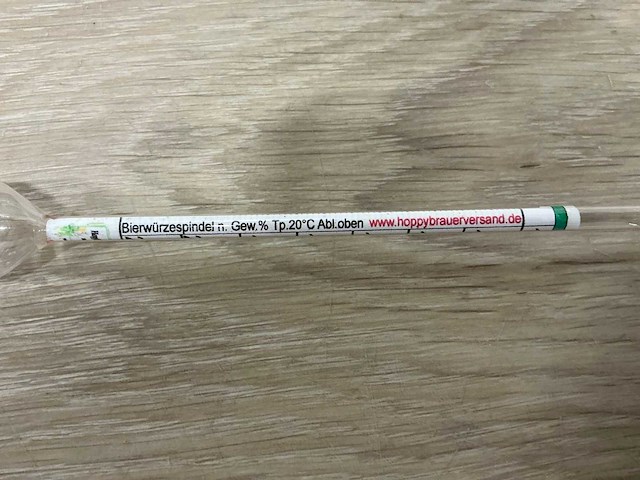 Bierwürzespindel n. Gew.% Tp.20°C Abl.oben www.hoppybrauerversand.de